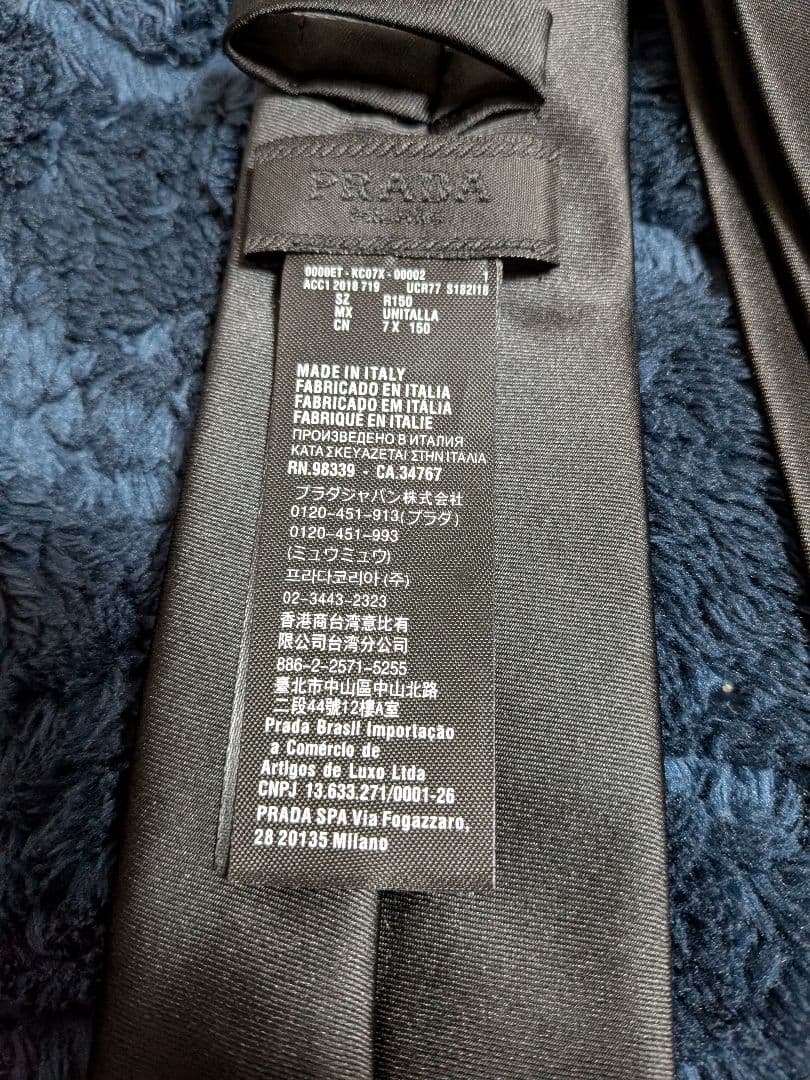 PRADA
MILANO
0000ET - KC07X - 00002 1
ACC1 2018 719 UCR77 S182I18
SZ R150
MX UNITALLA
CN 7 X 150
MADE IN ITALY
FABRICADO EN ITALIA
FABRICADO EM ITÁLIA
FABRIQUÉ EN ITALIE
ПРОИЗВЕДЕНО В ИТАЛИЯ
ΚΑΤΑΣΚΕΥΑΖΕΤΑΙ ΣΤΗΝ ΙΤΑΛΙΑ
RN.98339 - CA.34767
プラダジャパン株式会社
0120-451-913(プラダ)
0120-451-993
(ミュウミュウ)
프라다코리아 (주)
02-3443-2323
香港商台湾意比有
限公司台湾分公司
886-2-2571-5255
臺北市中山區中山北路
二段44號12樓A室
Prada Brasil Importação
a Comércio de
Artigos de Luxo Ltda
CNPJ 13.633.271/0001-26
PRADA SPA Via Fogazzaro,
28 20135 Milano